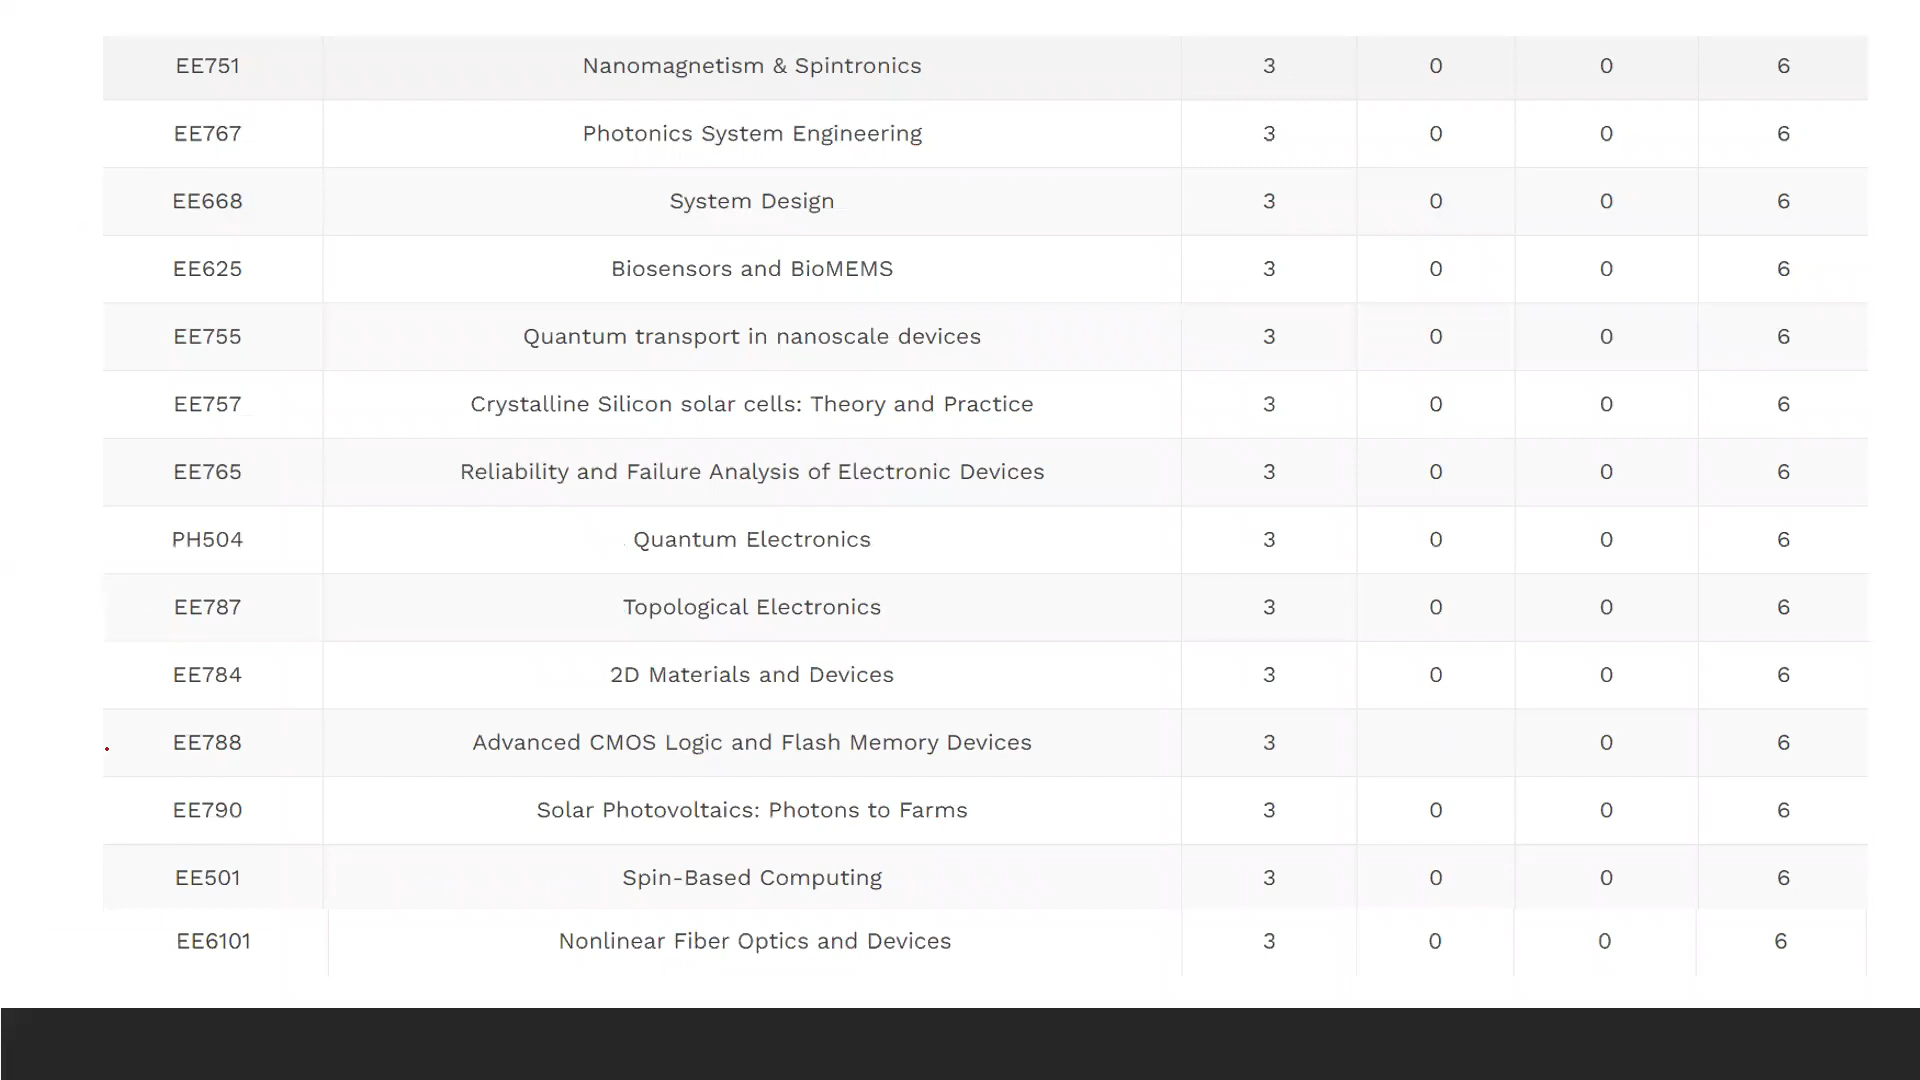 EE751 Nanomagnetism & Spintronics 3 0 0 6
EE767 Photonics System Engineering 3 0 0 6
EE668 System Design 3 0 0 6
EE625 Biosensors and BioMEMS 3 0 0 6
EE755 Quantum transport in nanoscale devices 3 0 0 6
EE757 Crystalline Silicon solar cells: Theory and Practice 3 0 0 6
EE765 Reliability and Failure Analysis of Electronic Devices 3 0 0 6
PH504 Quantum Electronics 3 0 0 6
EE787 Topological Electronics 3 0 0 6
EE784 2D Materials and Devices 3 0 0 6
EE788 Advanced CMOS Logic and Flash Memory Devices 3 0 6
EE790 Solar Photovoltaics: Photons to Farms 3 0 0 6
EE501 Spin-Based Computing 3 0 0 6
EE6101 Nonlinear Fiber Optics and Devices 3 0 0 6